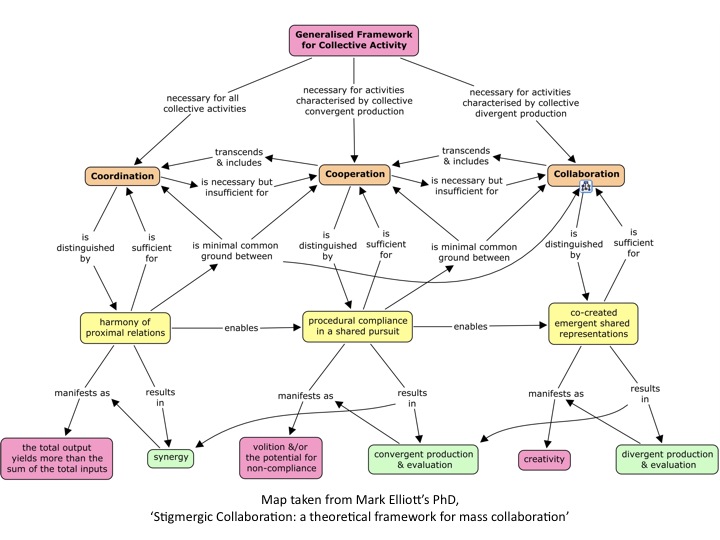 Generalised Framework
for Collective Activity
necessary for all
collective activities
necessary for activities
characterised by collective
convergent production
necessary for activities
characterised by collective
divergent production
Coordination
transcends
& includes
is necessary but
insufficient for
Cooperation
transcends
& includes
is necessary but
insufficient for
Collaboration
is
distinguished
by
is
sufficient
for
is minimal common
ground between
is
distinguished
by
is
sufficient
for
is minimal common
ground between
is
distinguished
by
is
sufficient
for
harmony of
proximal relations
enables
procedural compliance
in a shared pursuit
enables
co-created
emergent shared
representations
manifests as
results
in
manifests as
results
in
manifests as
results
in
the total output
yields more than the
sum of the total inputs
synergy
volition &/or
the potential for
non-compliance
convergent production
& evaluation
creativity
divergent production
& evaluation
Map taken from Mark Elliott’s PhD,
‘Stigmergic Collaboration: a theoretical framework for mass collaboration’